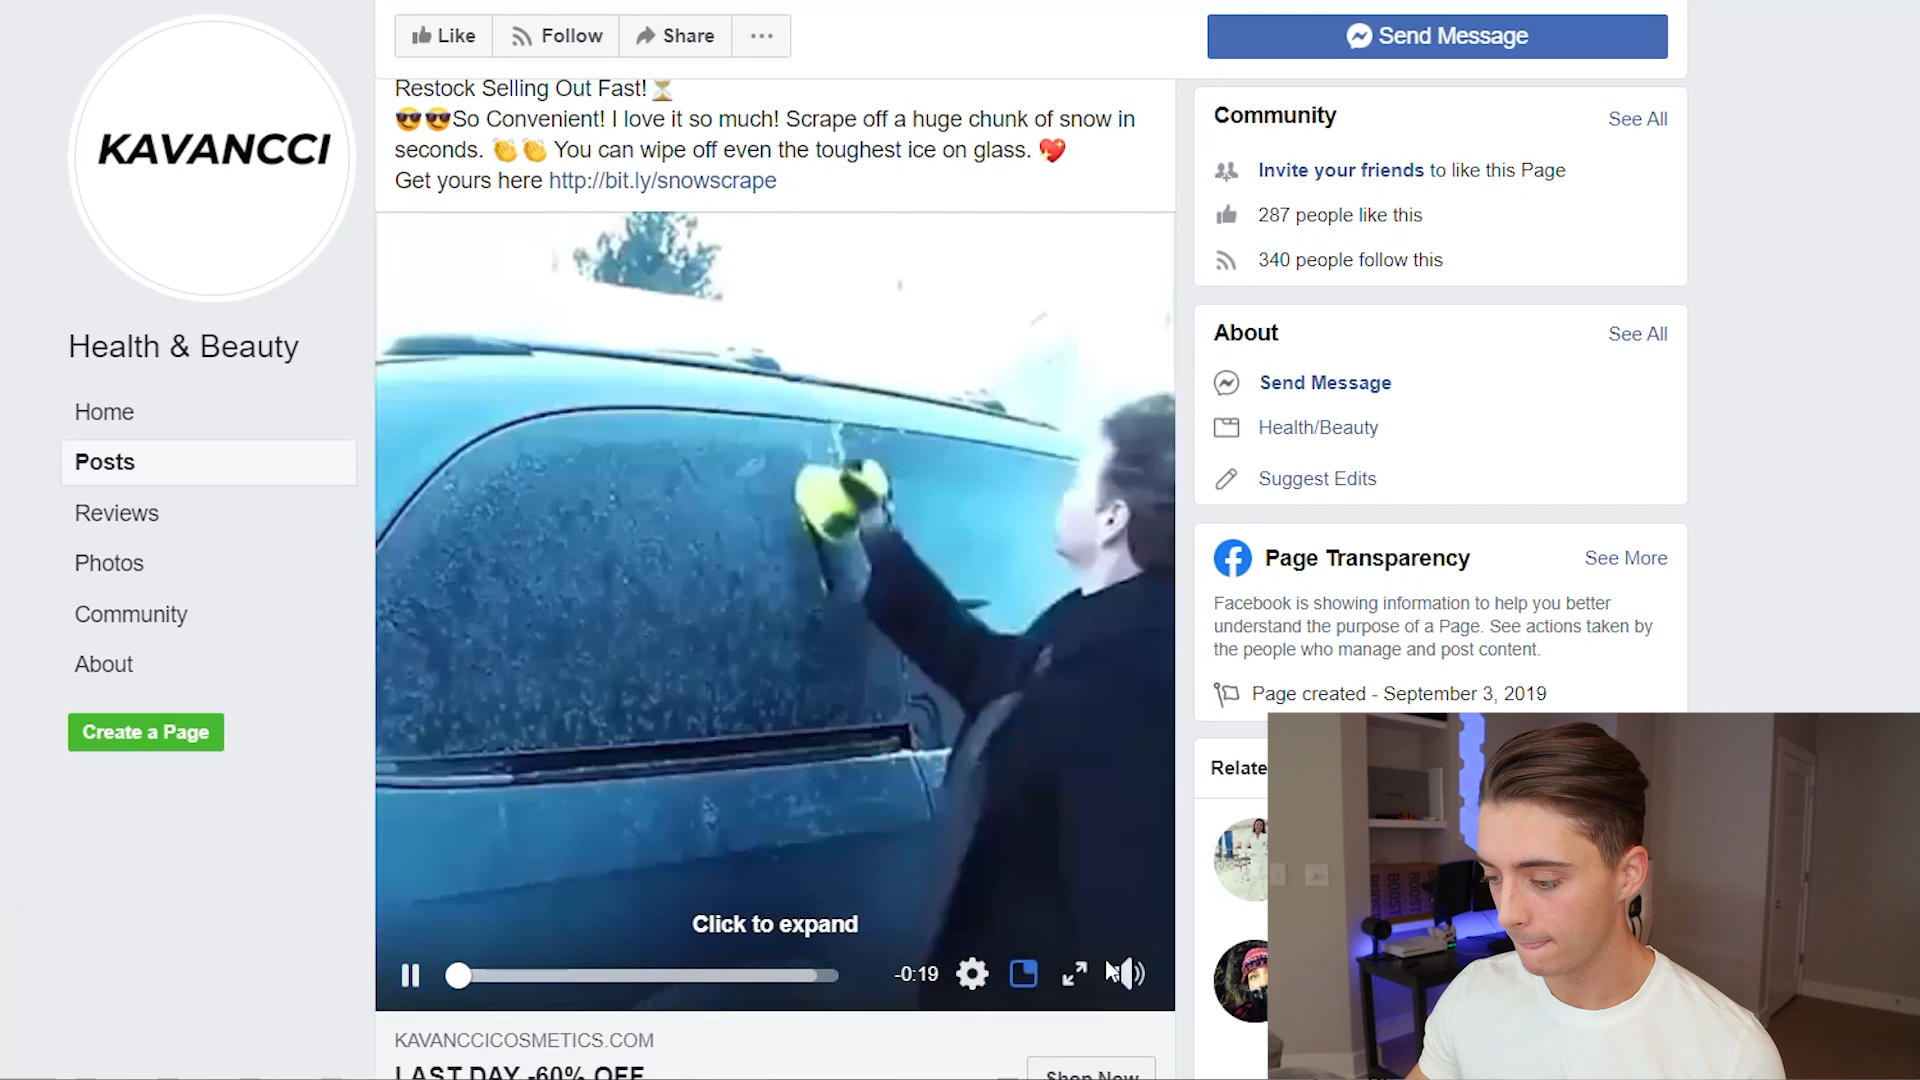 KAVANCCI
Health & Beauty
Home
Posts
Reviews
Photos
Community
About
Create a Page
Like
Follow
Share
Send Message
Restock Selling Out Fast!⏳
😎😎So Convenient! I love it so much! Scrape off a huge chunk of snow in
seconds. 👏👏 You can wipe off even the toughest ice on glass. 💖
Get yours here http://bit.ly/snowscrape
Click to expand
-0:19
KAVANCCICOSMETICS.COM
LAST DAY -60% OFF
Shop Now
Community
See All
Invite your friends to like this Page
287 people like this
340 people follow this
About
See All
Send Message
Health/Beauty
Suggest Edits
Page Transparency
See More
Facebook is showing information to help you better
understand the purpose of a Page. See actions taken by
the people who manage and post content.
Page created - September 3, 2019
Relate
BOOST
BOOST